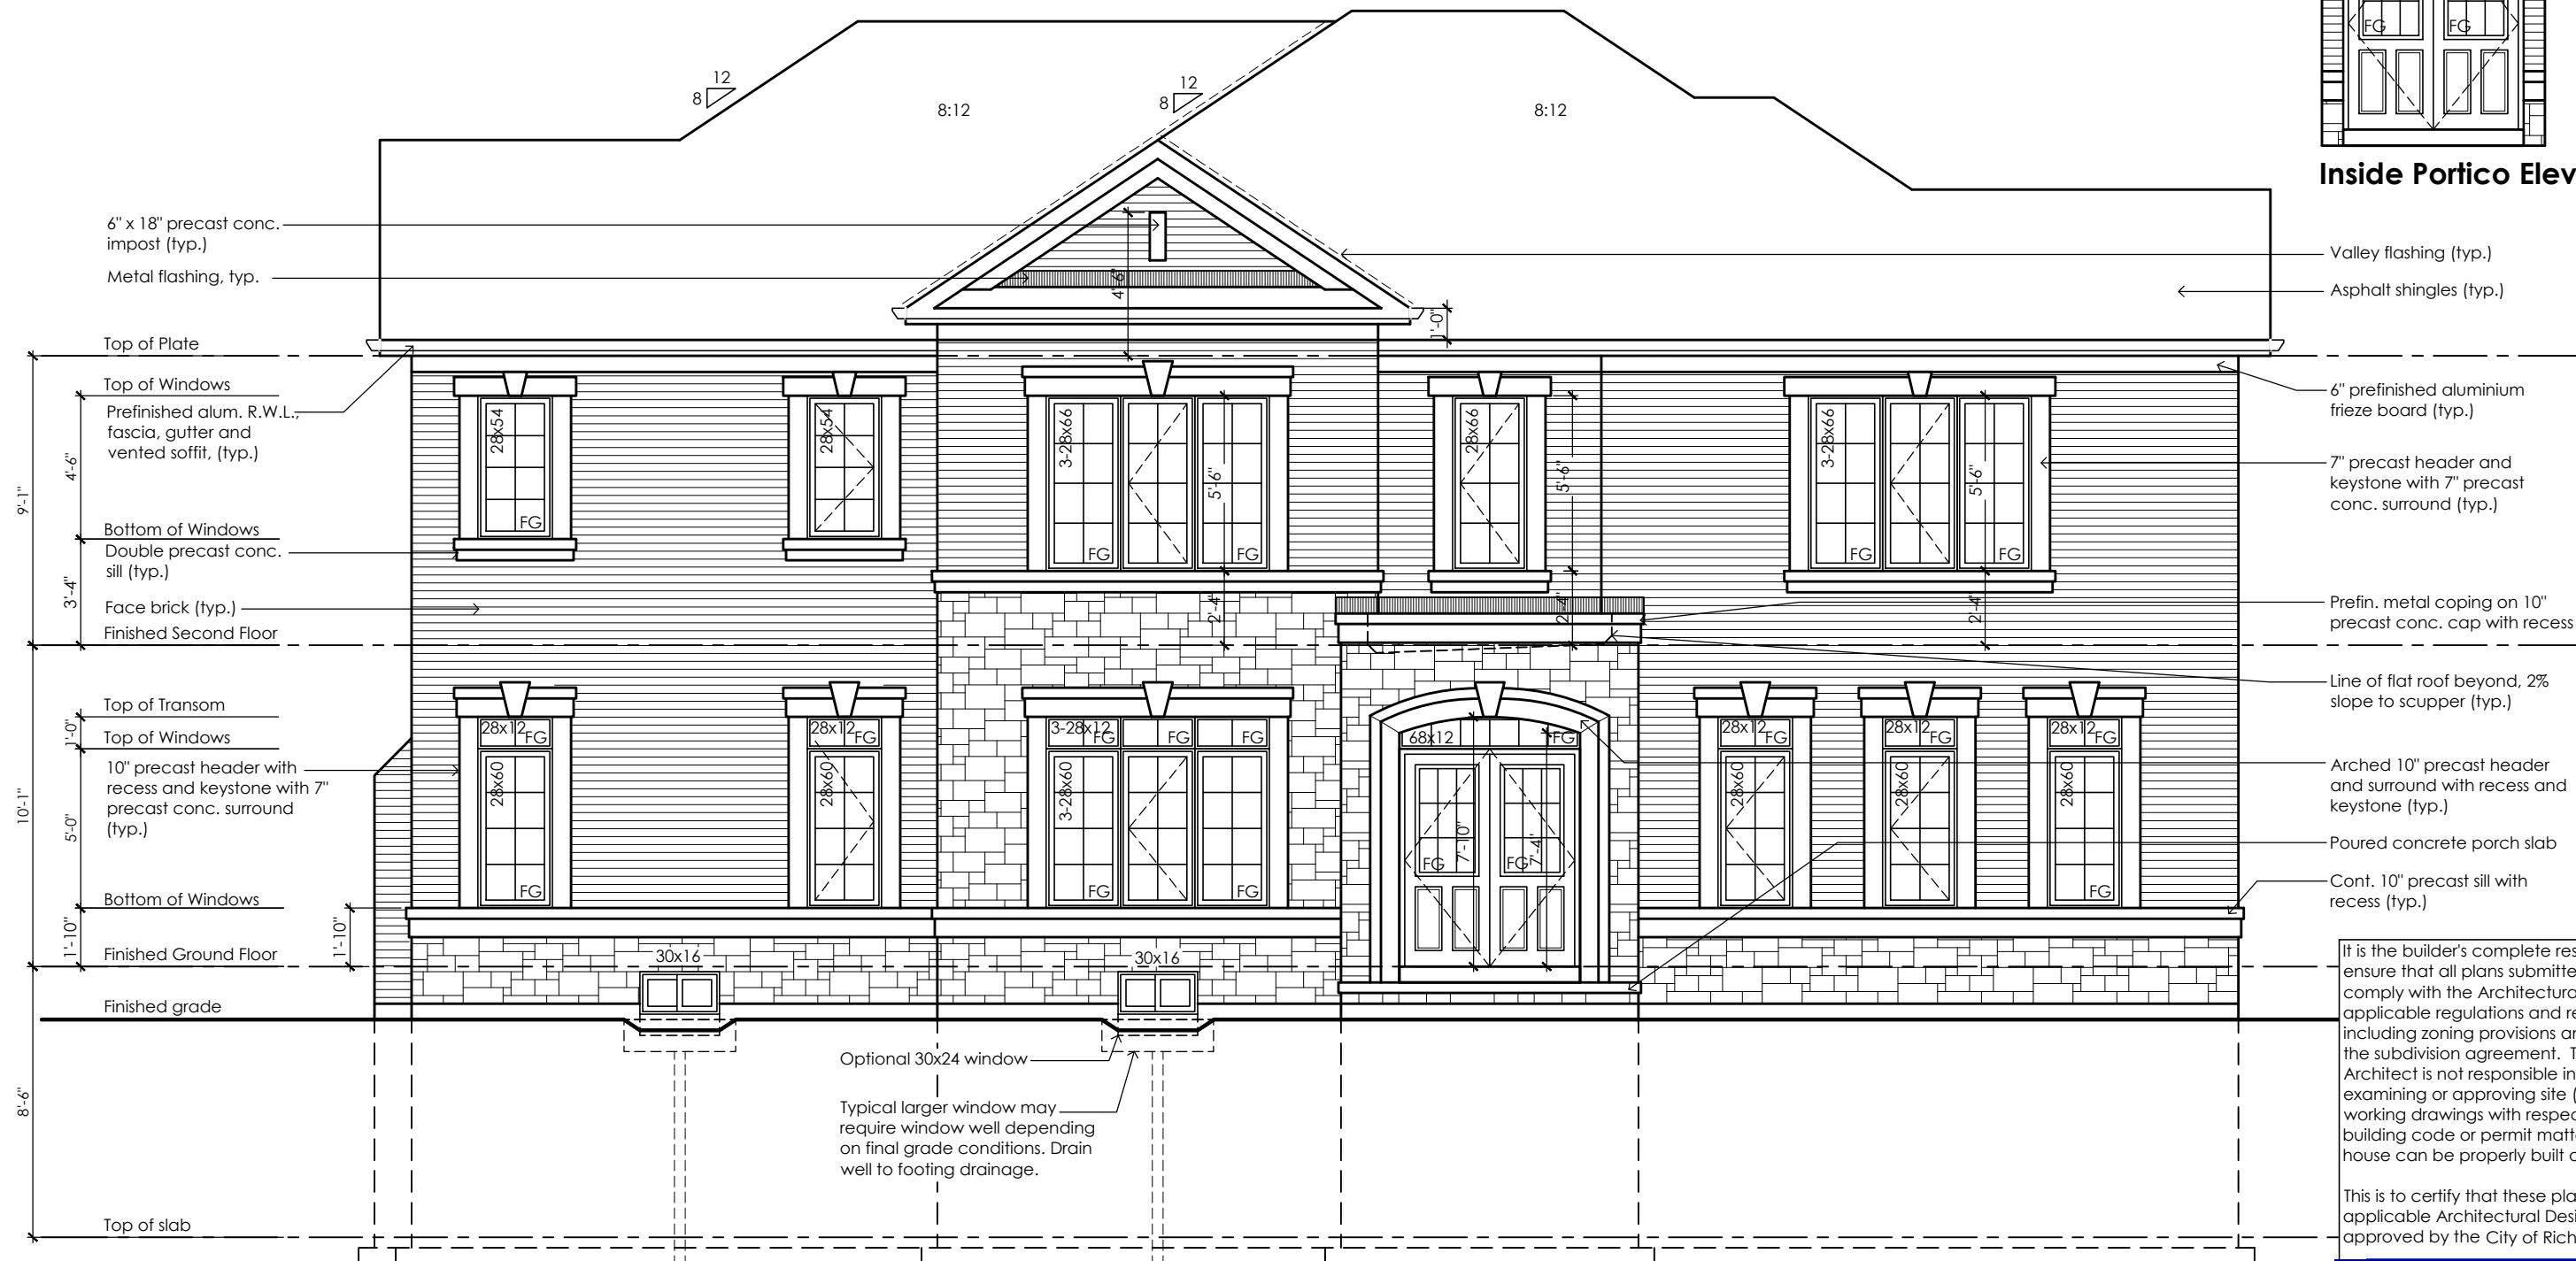 FG
FG
Inside Portico Elev
12
8
12
8
8:12
8:12
6" x 18" precast conc.
impost (typ.)
Metal flashing, typ.
4'-6"
1'-0"
Valley flashing (typ.)
Asphalt shingles (typ.)
Top of Plate
Top of Windows
Prefinished alum. R.W.L.,
fascia, gutter and
vented soffit, (typ.)
9'-1"
4'-6"
Bottom of Windows
Double precast conc.
sill (typ.)
3'-4"
Face brick (typ.)
Finished Second Floor
28x54
FG
28x54
3-28x66
5'-6"
FG
FG
2'-4"
28x66
5'-6"
2'-4"
3-28x66
5'-6"
FG
FG
2'-4"
6" prefinished aluminium
frieze board (typ.)
7" precast header and
keystone with 7" precast
conc. surround (typ.)
Prefin. metal coping on 10"
precast conc. cap with recess
Line of flat roof beyond, 2%
slope to scupper (typ.)
Top of Transom
1'-0"
Top of Windows
10" precast header with
recess and keystone with 7"
precast conc. surround
(typ.)
10'-1"
5'-0"
Bottom of Windows
1'-10"
1'-10"
Finished Ground Floor
Finished grade
28x12
FG
28x60
FG
28x12
FG
28x60
3-28x12
FG
FG
FG
3-28x60
FG
FG
68x12
FG
FG
7'-10"
FG
7'-4"
28x12
FG
28x60
28x12
FG
28x60
28x12
FG
28x60
FG
30x16
30x16
Arched 10" precast header
and surround with recess and
keystone (typ.)
Poured concrete porch slab
Cont. 10" precast sill with
recess (typ.)
Optional 30x24 window
Typical larger window may
require window well depending
on final grade conditions. Drain
well to footing drainage.
8'-6"
Top of slab
It is the builder's complete res
ensure that all plans submitte
comply with the Architectural
applicable regulations and re
including zoning provisions an
the subdivision agreement. T
Architect is not responsible in
examining or approving site (
working drawings with respec
building code or permit matt
house can be properly built o
This is to certify that these pla
applicable Architectural Desi
approved by the City of Rich